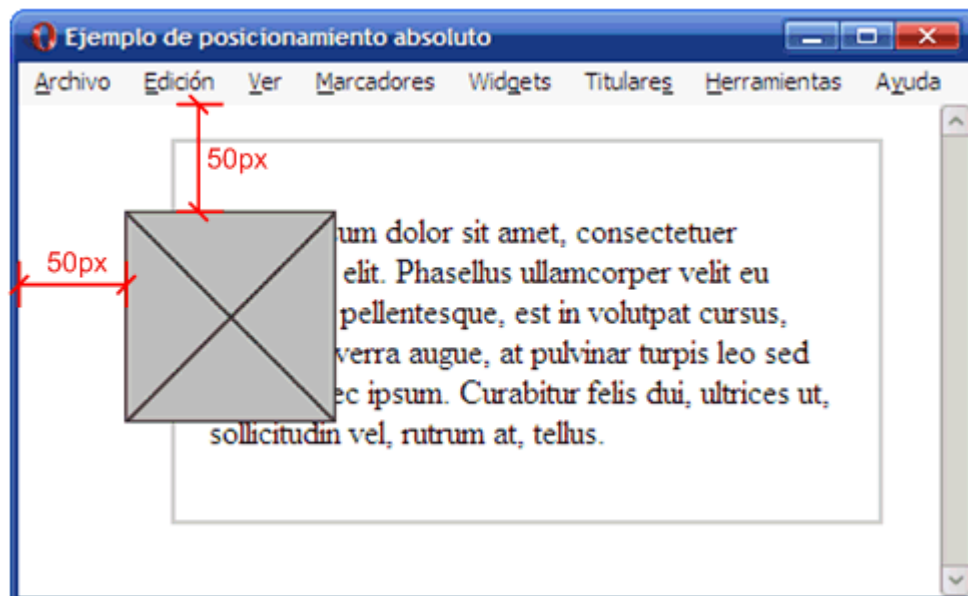 Ejemplo de posicionamiento absoluto
Archivo Edición Ver Marcadores Widgets Titulares Herramientas Ayuda
50px
50px
um dolor sit amet, consectetuer
elit. Phasellus ullamcorper velit eu
pellentesque, est in volutpat cursus,
verra augue, at pulvinar turpis leo sed
ec ipsum. Curabitur felis dui, ultrices ut,
sollicitudin vel, rutrum at, tellus.